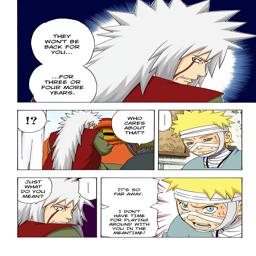 THEY
WON'T BE
BACK FOR
YOU...
...FOR
THREE OR
FOUR MORE
YEARS.
WHO
CARES
ABOUT
THAT?
!?
JUST
WHAT
DO YOU
MEAN?
IT'S SO
FAR AWAY.
I DON'T
HAVE TIME
FOR PLAYING
AROUND WITH
YOU IN THE
MEANTIME!